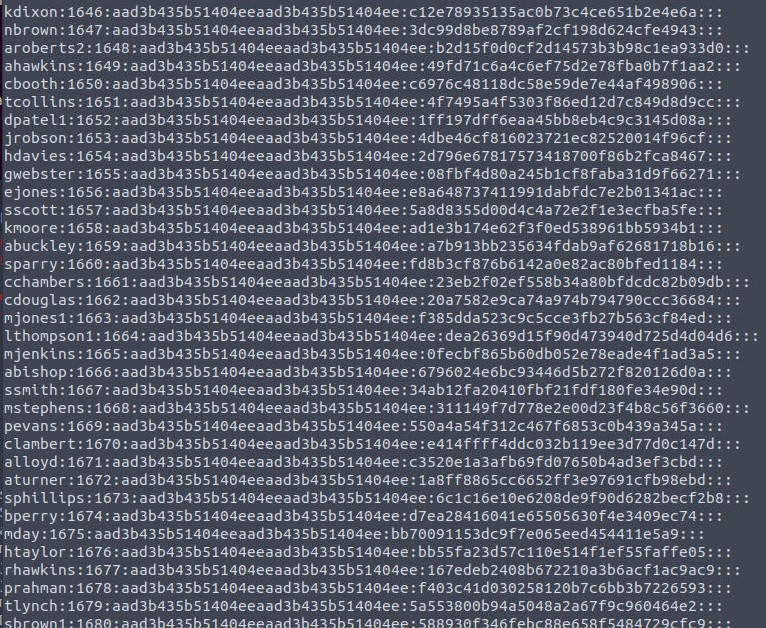 kdixon:1646:aad3b435b51404eeaad3b435b51404ee:c12e78935135ac0b73c4ce651b2e4e6a:::
nbrown:1647:aad3b435b51404eeaad3b435b51404ee:3dc99d8be8789af2cf198d624cfe4943:::
aroberts2:1648:aad3b435b51404eeaad3b435b51404ee:b2d15f0d0cf2d14573b3b98c1ea933d0:::
ahawkins:1649:aad3b435b51404eeaad3b435b51404ee:49fd71c6a4c6ef75d2e78fba0b7f1aa2:::
cbooth:1650:aad3b435b51404eeaad3b435b51404ee:c6976c48118dc58e59de7e44af498906:::
tcollins:1651:aad3b435b51404eeaad3b435b51404ee:4f7495a4f5303f86ed12d7c849d8d9cc:::
dpatel1:1652:aad3b435b51404eeaad3b435b51404ee:1ff197dff6eaa45bb8eb4c9c3145d08a:::
jrobson:1653:aad3b435b51404eeaad3b435b51404ee:4dbe46cf816023721ec82520014f96cf:::
hdavies:1654:aad3b435b51404eeaad3b435b51404ee:2d796e67817573418700f86b2fca8467:::
gwebster:1655:aad3b435b51404eeaad3b435b51404ee:08fbf4d80a245b1cf8faba31d9f66271:::
ejones:1656:aad3b435b51404eeaad3b435b51404ee:e8a648737411991dabfdc7e2b01341ac:::
sscott:1657:aad3b435b51404eeaad3b435b51404ee:5a8d8355d00d4c4a72e2f1e3ecfba5fe:::
kmoore:1658:aad3b435b51404eeaad3b435b51404ee:ad1e3b174e62f3f0ed538961bb5934b1:::
abuckley:1659:aad3b435b51404eeaad3b435b51404ee:a7b913bb235634fdab9af62681718b16:::
sparry:1660:aad3b435b51404eeaad3b435b51404ee:fd8b3cf876b6142a0e82ac80bfed1184:::
cchambers:1661:aad3b435b51404eeaad3b435b51404ee:23eb2f02ef558b34a80bfdcdc82b09db:::
cdouglas:1662:aad3b435b51404eeaad3b435b51404ee:20a7582e9ca74a974b794790ccc36684:::
mjones1:1663:aad3b435b51404eeaad3b435b51404ee:f385dda523c9c5cce3fb27b563cf84ed:::
lthompson1:1664:aad3b435b51404eeaad3b435b51404ee:dea26369d15f90d473940d725d4d04d6:::
mjenkins:1665:aad3b435b51404eeaad3b435b51404ee:0fecbf865b60db052e78eade4f1ad3a5:::
abishop:1666:aad3b435b51404eeaad3b435b51404ee:6796024e6bc93446d5b272f820126d0a:::
ssmith:1667:aad3b435b51404eeaad3b435b51404ee:34ab12fa20410fbf21fdf180fe34e90d:::
mstephens:1668:aad3b435b51404eeaad3b435b51404ee:311149f7d778e2e00d23f4b8c56f3660:::
pevans:1669:aad3b435b51404eeaad3b435b51404ee:550a4a54f312c467f6853c0b439a345a:::
clambert:1670:aad3b435b51404eeaad3b435b51404ee:e414ffff4ddc032b119ee3d77d0c147d:::
alloyd:1671:aad3b435b51404eeaad3b435b51404ee:c3520e1a3afb69fd07650b4ad3ef3cbd:::
aturner:1672:aad3b435b51404eeaad3b435b51404ee:1a8ff8865cc6652ff3e97691cfb98ebd:::
sphillips:1673:aad3b435b51404eeaad3b435b51404ee:6c1c16e10e6208de9f90d6282becf2b8:::
bperry:1674:aad3b435b51404eeaad3b435b51404ee:d7ea28416041e65505630f4e3409ec74:::
mday:1675:aad3b435b51404eeaad3b435b51404ee:bb70091153dc9f7e065eed454411e5a9:::
htaylor:1676:aad3b435b51404eeaad3b435b51404ee:bb55fa23d57c110e514f1ef55faffe05:::
rhawkins:1677:aad3b435b51404eeaad3b435b51404ee:167edeb2408b672210a3b6acf1ac9ac9:::
prahman:1678:aad3b435b51404eeaad3b435b51404ee:f403c41d030258120b7c6bb3b7226593:::
tlynch:1679:aad3b435b51404eeaad3b435b51404ee:5a553800b94a5048a2a67f9c960464e2:::
sbrown1:1680:aad3b435b51404eeaad3b435b51404ee:588930f346febc88e658f5484729cfc9:::